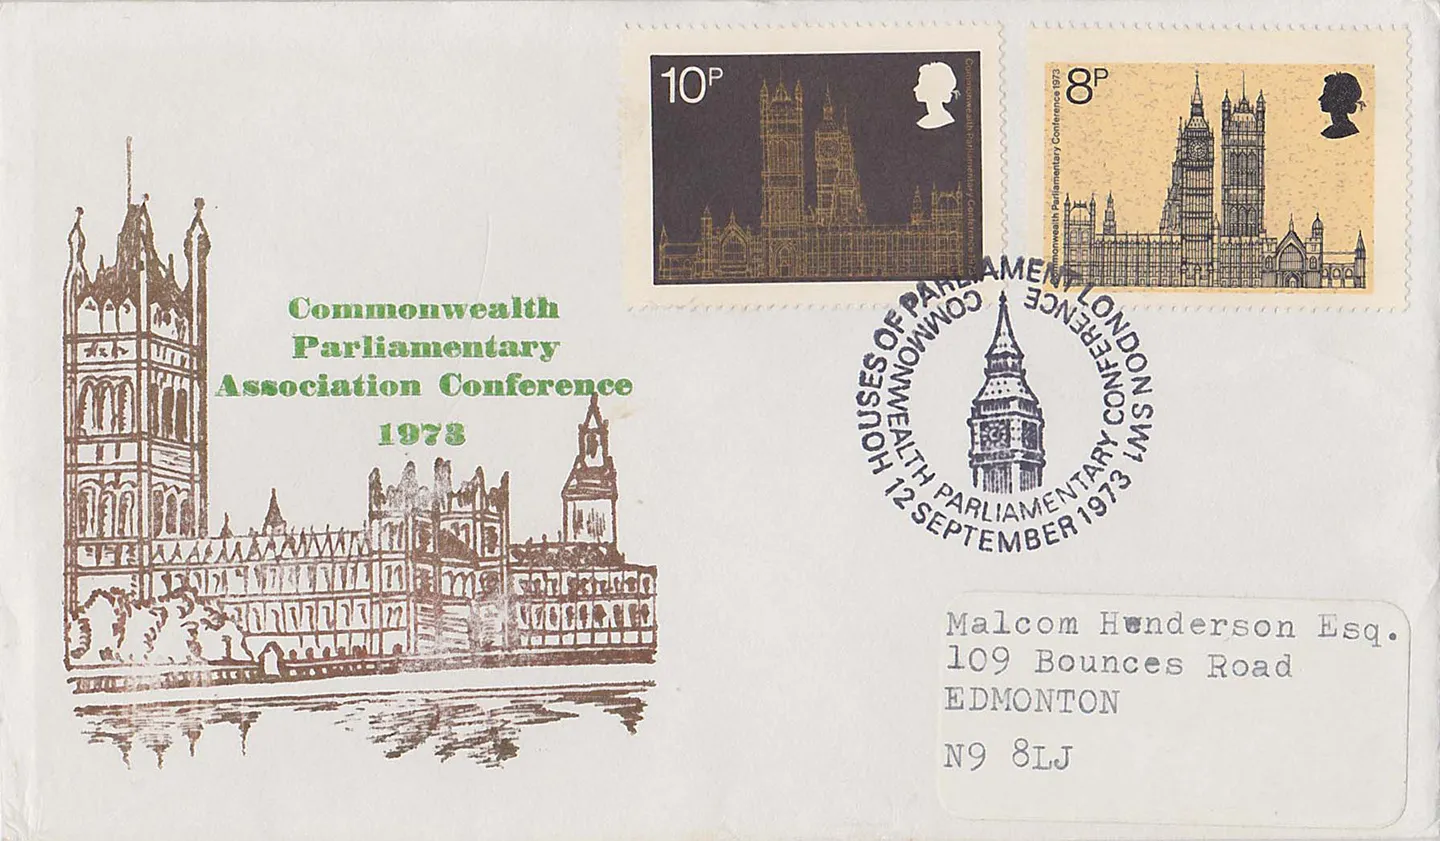 10P
Commonwealth Parliamentary Conference
8P
Commonwealth Parliamentary Conference 1973
Commonwealth
Parliamentary
Association Conference
1973
HOUSES OF PARLIAMENT LONDON SW1
COMMONWEALTH PARLIAMENTARY CONFERENCE
12 SEPTEMBER 1973
Malcom Henderson Esq.
109 Bounces Road
EDMONTON
N9 8LJ